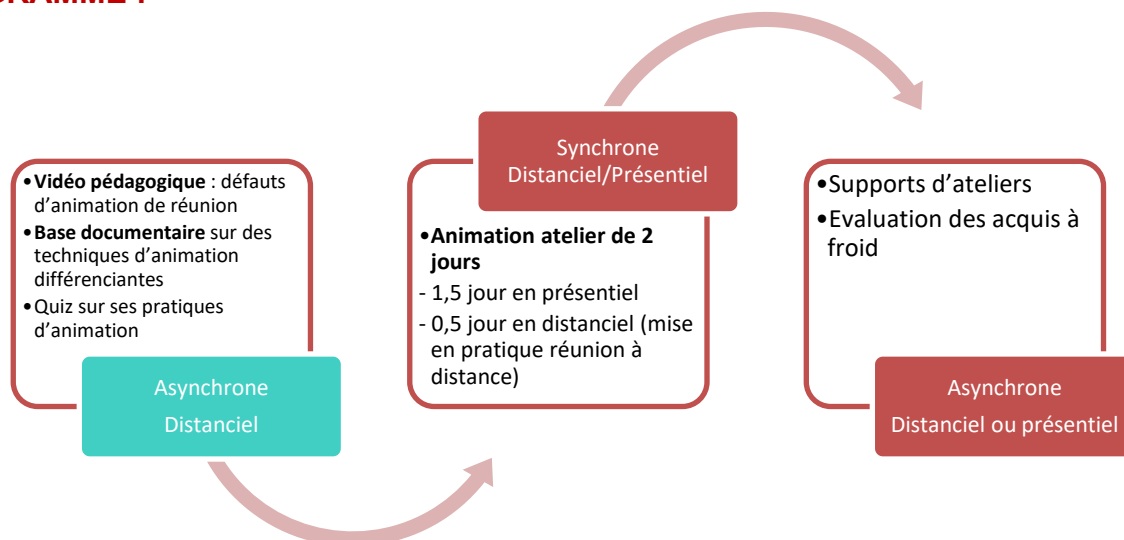 •Vidéo pédagogique : défauts
d'animation de réunion
•Base documentaire sur des
techniques d'animation
différenciantes
•Quiz sur ses pratiques
d'animation
Asynchrone
Distanciel
Synchrone
Distanciel/Présentiel
•Animation atelier de 2
jours
- 1,5 jour en présentiel
- 0,5 jour en distanciel (mise
en pratique réunion à
distance)
•Supports d'ateliers
•Evaluation des acquis à
froid
Asynchrone
Distanciel ou présentiel